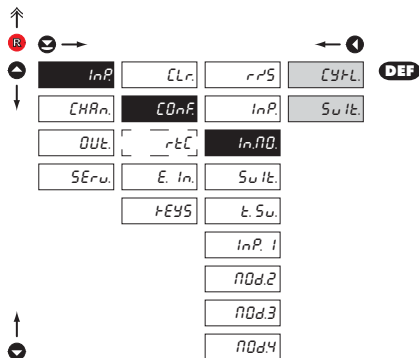 R
InP. CLr. rrS CYKL. DEF
CHAn. COnF. InP. SuIt.
OUt. rtC In.MO.
SEru. E. In. SuIt.
KEYS t. Su.
InP. 1
MOd.2
MOd.3
MOd.4